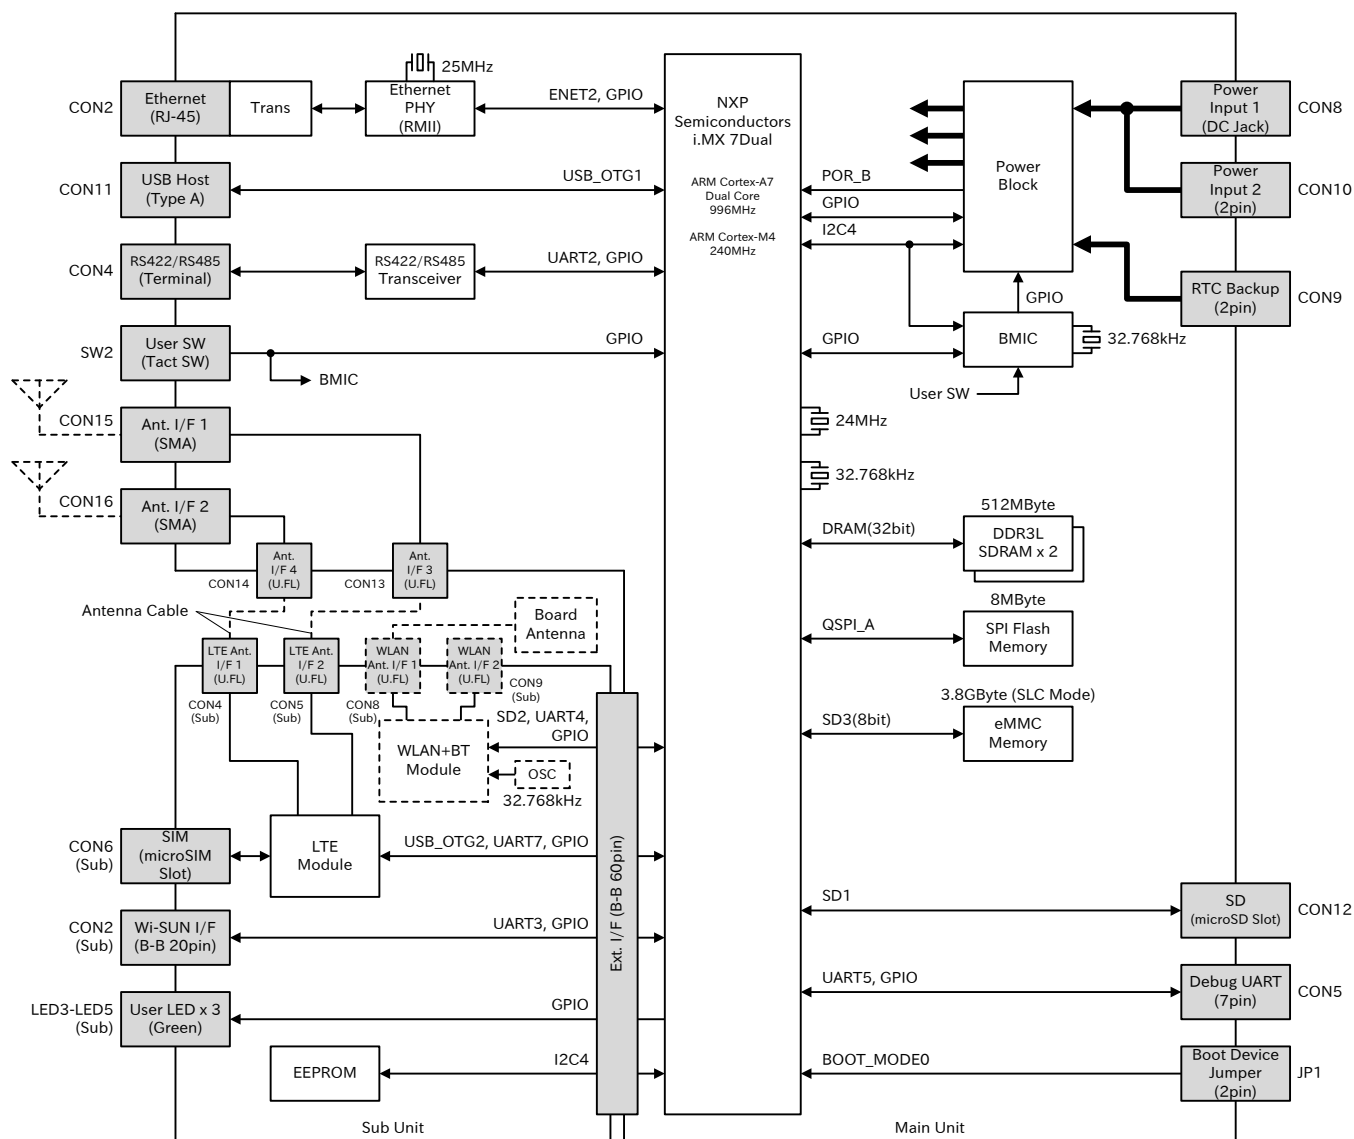 25MHz
CON2
Ethernet
(RJ-45)
Trans
Ethernet
PHY
(RMII)
ENET2, GPIO
NXP
Semiconductors
i.MX 7Dual
ARM Cortex-A7
Dual Core
996MHz
ARM Cortex-M4
240MHz
Power
Block
Power
Input 1
(DC Jack)
CON8
CON11
USB Host
(Type A)
USB_OTG1
POR_B
GPIO
I2C4
Power
Input 2
(2pin)
CON10
CON4
RS422/RS485
(Terminal)
RS422/RS485
Transceiver
UART2, GPIO
GPIO
RTC Backup
(2pin)
CON9
SW2
User SW
(Tact SW)
GPIO
BMIC
GPIO
BMIC
32.768kHz
User SW
CON15
Ant. I/F 1
(SMA)
24MHz
32.768kHz
CON16
Ant. I/F 2
(SMA)
512MByte
DRAM(32bit)
DDR3L
SDRAM x 2
CON14
Ant.
I/F 4
(U.FL)
CON13
Ant.
I/F 3
(U.FL)
Antenna Cable
Board
Antenna
8MByte
QSPI_A
SPI Flash
Memory
LTE Ant.
I/F 1
(U.FL)
LTE Ant.
I/F 2
(U.FL)
WLAN
Ant. I/F 1
(U.FL)
WLAN
Ant. I/F 2
(U.FL)
CON4
(Sub)
CON5
(Sub)
CON8
(Sub)
CON9
(Sub)
3.8GByte (SLC Mode)
SD3(8bit)
eMMC
Memory
SD2, UART4,
GPIO
WLAN+BT
Module
OSC
32.768kHz
CON6
(Sub)
SIM
(microSIM
Slot)
LTE
Module
USB_OTG2, UART7, GPIO
Ext. I/F (B-B 60pin)
SD1
SD
(microSD Slot)
CON12
CON2
(Sub)
Wi-SUN I/F
(B-B 20pin)
UART3, GPIO
UART5, GPIO
Debug UART
(7pin)
CON5
LED3-LED5
(Sub)
User LED x 3
(Green)
GPIO
EEPROM
I2C4
BOOT_MODE0
Boot Device
Jumper
(2pin)
JP1
Sub Unit
Main Unit